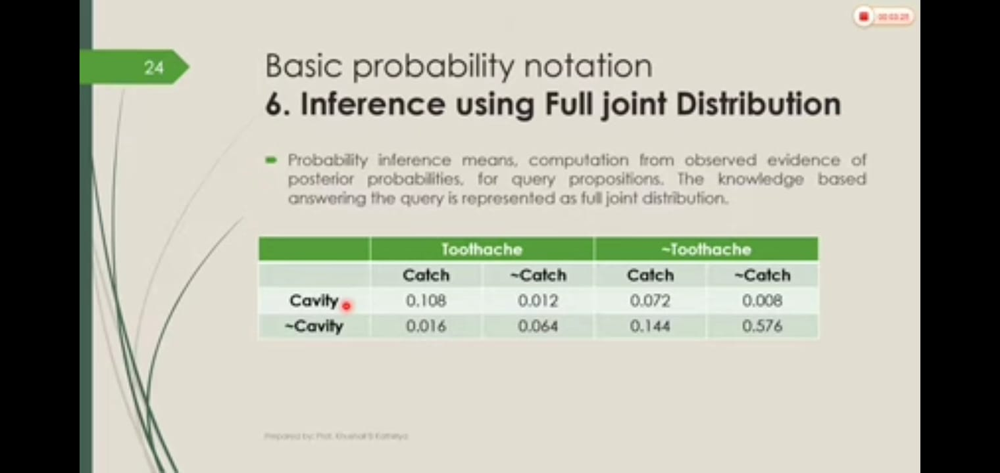 24
Basic probability notation
6. Inference using Full joint Distribution
Probability inference means, computation from observed evidence of
posterior probabilities, for query propositions. The knowledge based
answering the query is represented as full joint distribution.
Toothache ~Toothache
Catch ~Catch Catch ~Catch
Cavity 0.108 0.012 0.072 0.008
~Cavity 0.016 0.064 0.144 0.576
Prepared by: Prof.